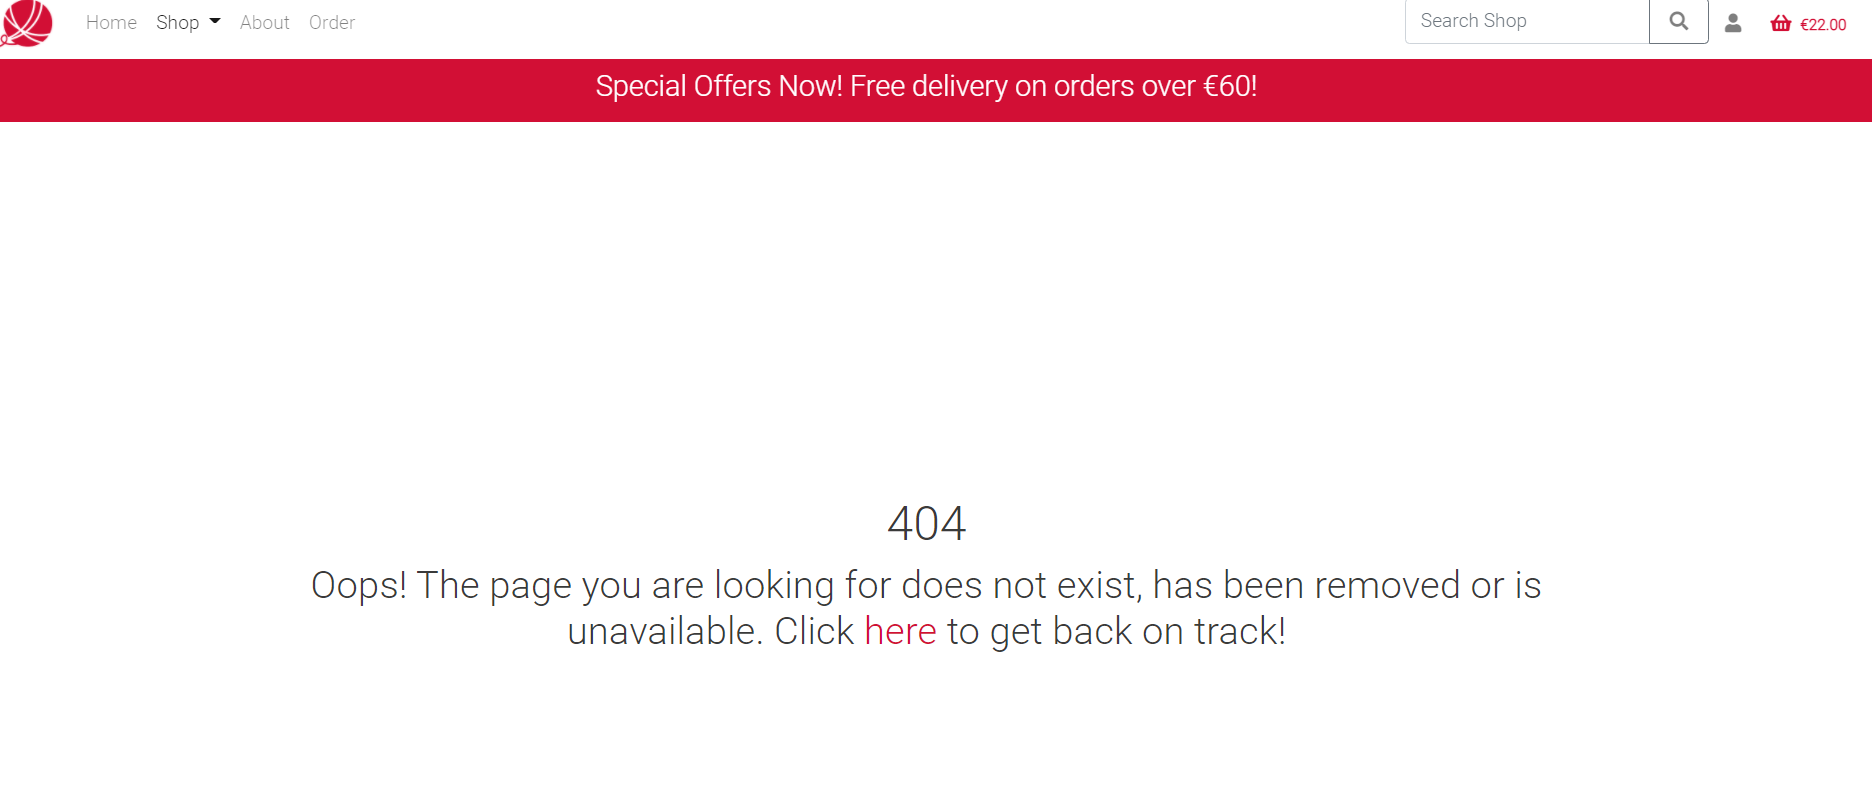 Home Shop About Order Search Shop €22.00
Special Offers Now! Free delivery on orders over €60!
404
Oops! The page you are looking for does not exist, has been removed or is
unavailable. Click here to get back on track!